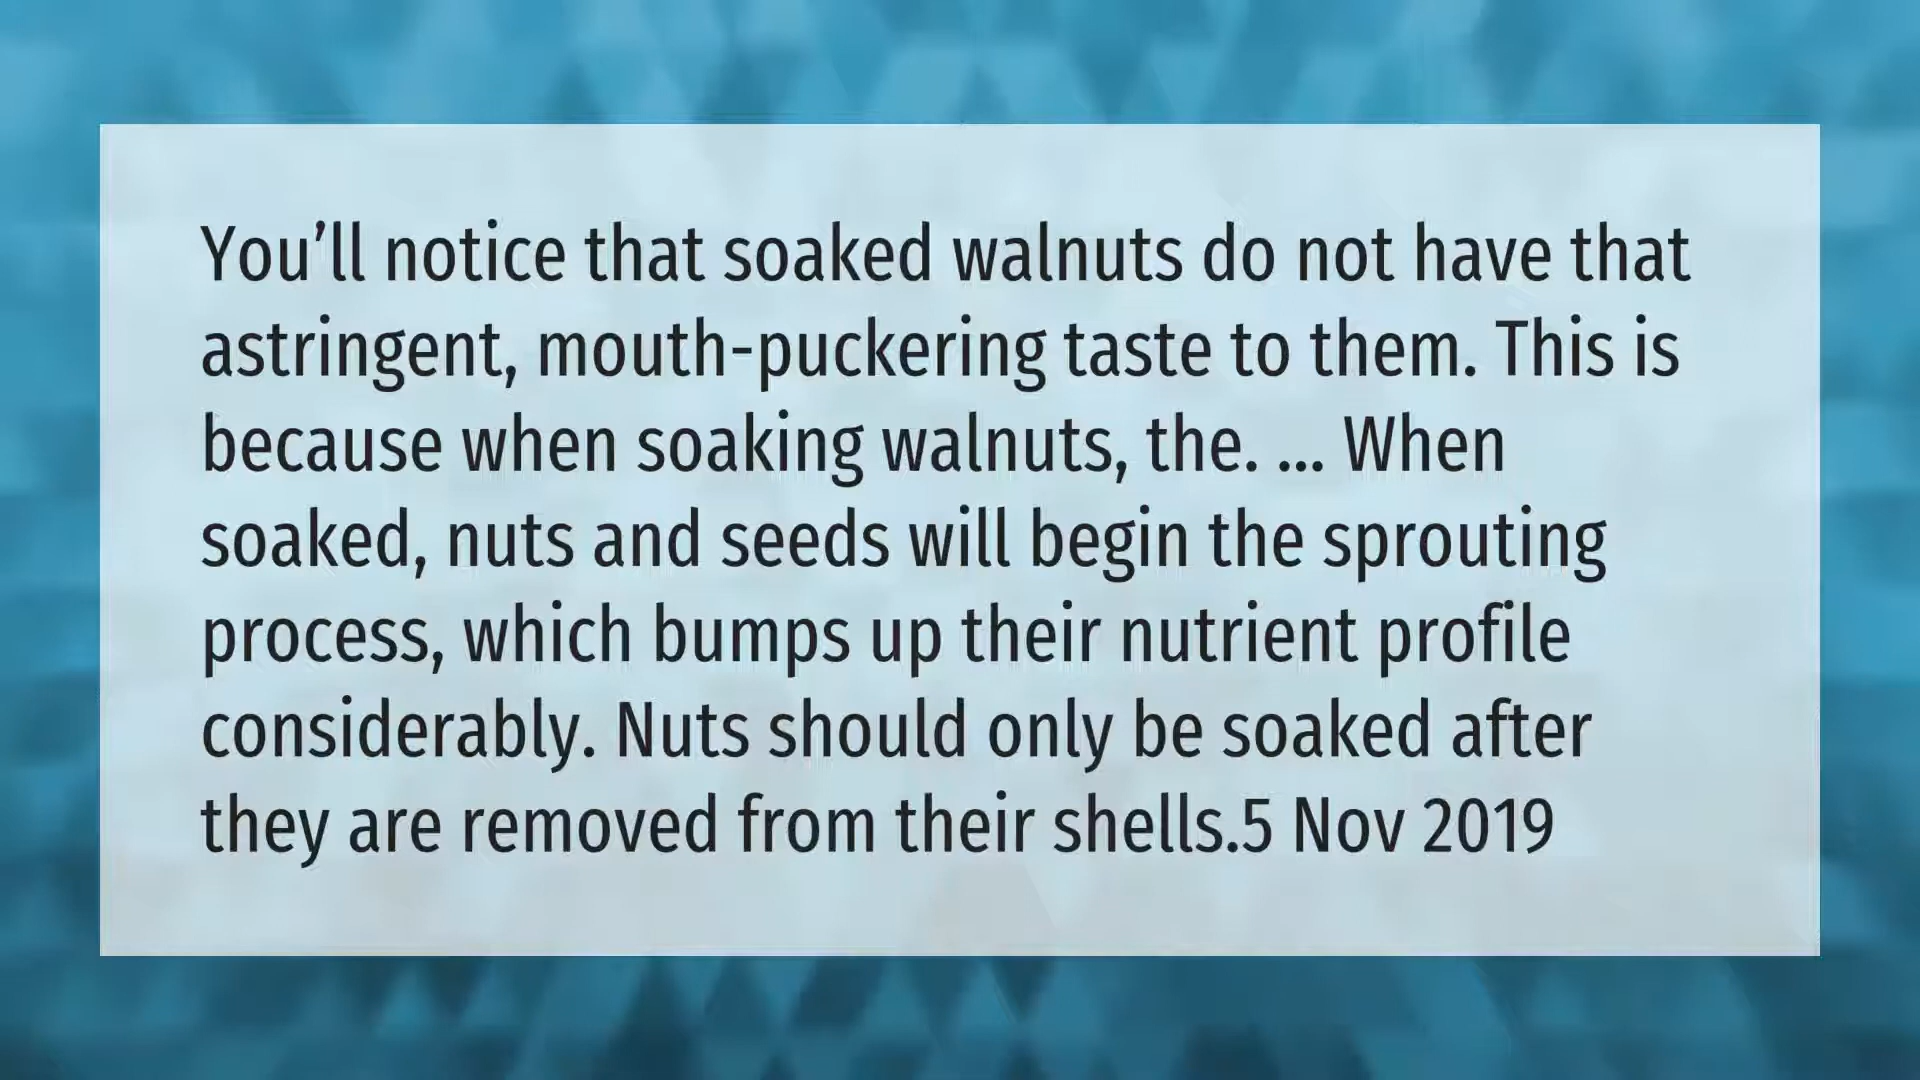 You’ll notice that soaked walnuts do not have that
astringent, mouth-puckering taste to them. This is
because when soaking walnuts, the. ... When
soaked, nuts and seeds will begin the sprouting
process, which bumps up their nutrient profile
considerably. Nuts should only be soaked after
they are removed from their shells.5 Nov 2019